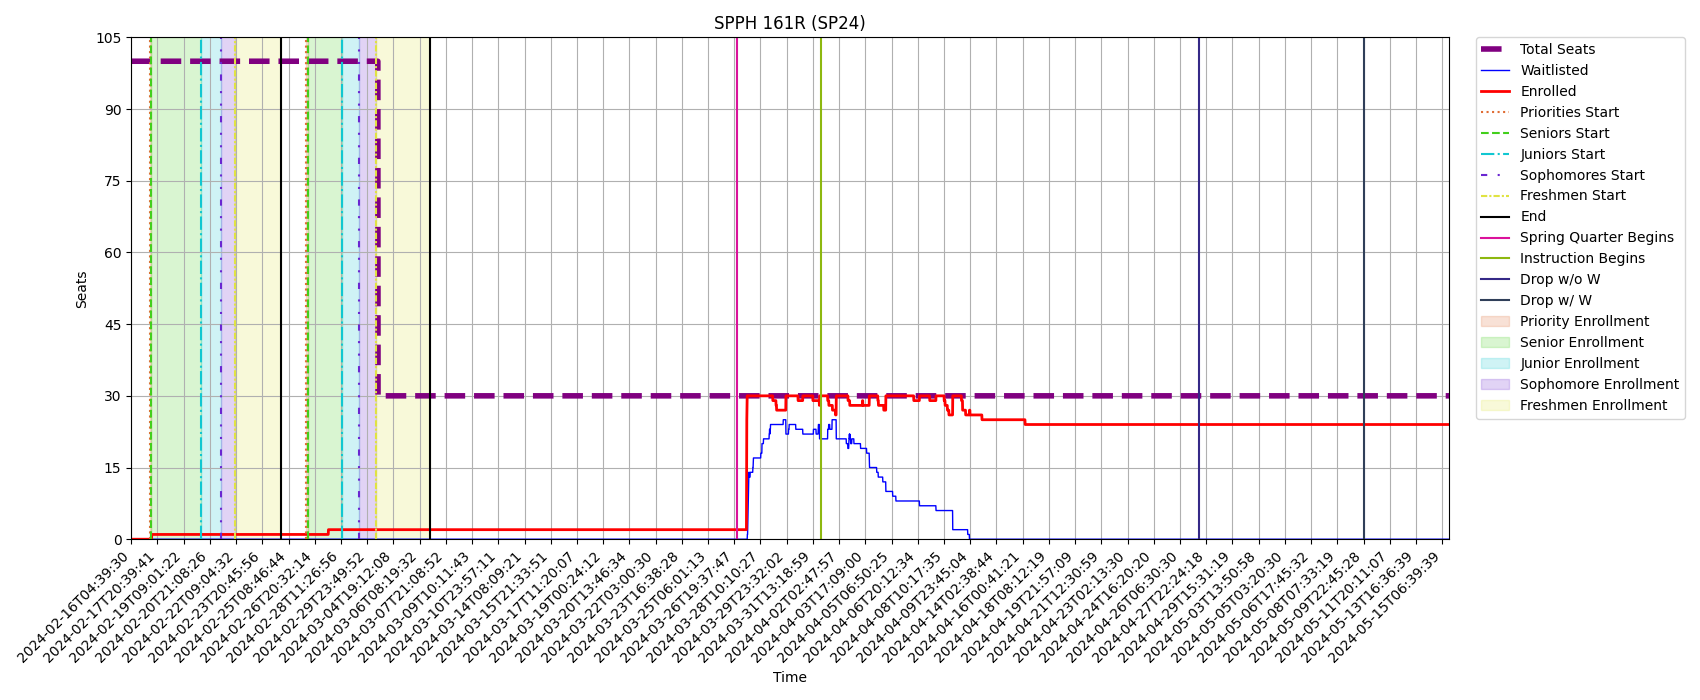 SPPH 161R (SP24)
105
90
75
60
45
30
15
0
Seats
2024-02-16T04:39:30
2024-02-17T20:39:41
2024-02-19T09:01:22
2024-02-20T21:08:26
2024-02-22T09:04:32
2024-02-23T20:45:56
2024-02-25T08:46:44
2024-02-26T20:32:14
2024-02-28T11:26:56
2024-02-29T23:49:52
2024-03-04T19:12:08
2024-03-06T08:19:32
2024-03-07T21:08:52
2024-03-09T10:11:43
2024-03-10T23:57:11
2024-03-14T08:09:21
2024-03-15T21:33:51
2024-03-17T11:20:07
2024-03-19T00:24:12
2024-03-20T13:46:34
2024-03-22T03:00:30
2024-03-23T16:38:28
2024-03-25T06:01:13
2024-03-26T19:37:47
2024-03-28T10:10:27
2024-03-29T23:32:02
2024-03-31T13:18:59
2024-04-02T02:47:57
2024-04-03T17:09:00
2024-04-05T06:50:25
2024-04-06T20:12:34
2024-04-08T10:17:35
2024-04-09T23:45:04
2024-04-14T02:38:44
2024-04-16T00:41:21
2024-04-18T08:12:19
2024-04-19T21:57:09
2024-04-21T12:30:59
2024-04-23T02:13:30
2024-04-24T16:20:20
2024-04-26T06:30:30
2024-04-27T22:24:18
2024-04-29T15:31:19
2024-05-03T13:50:58
2024-05-05T03:20:30
2024-05-06T17:45:32
2024-05-08T07:33:19
2024-05-09T22:45:28
2024-05-11T20:11:07
2024-05-13T16:36:39
2024-05-15T06:39:39
Time
Total Seats
Waitlisted
Enrolled
Priorities Start
Seniors Start
Juniors Start
Sophomores Start
Freshmen Start
End
Spring Quarter Begins
Instruction Begins
Drop w/o W
Drop w/ W
Priority Enrollment
Senior Enrollment
Junior Enrollment
Sophomore Enrollment
Freshmen Enrollment